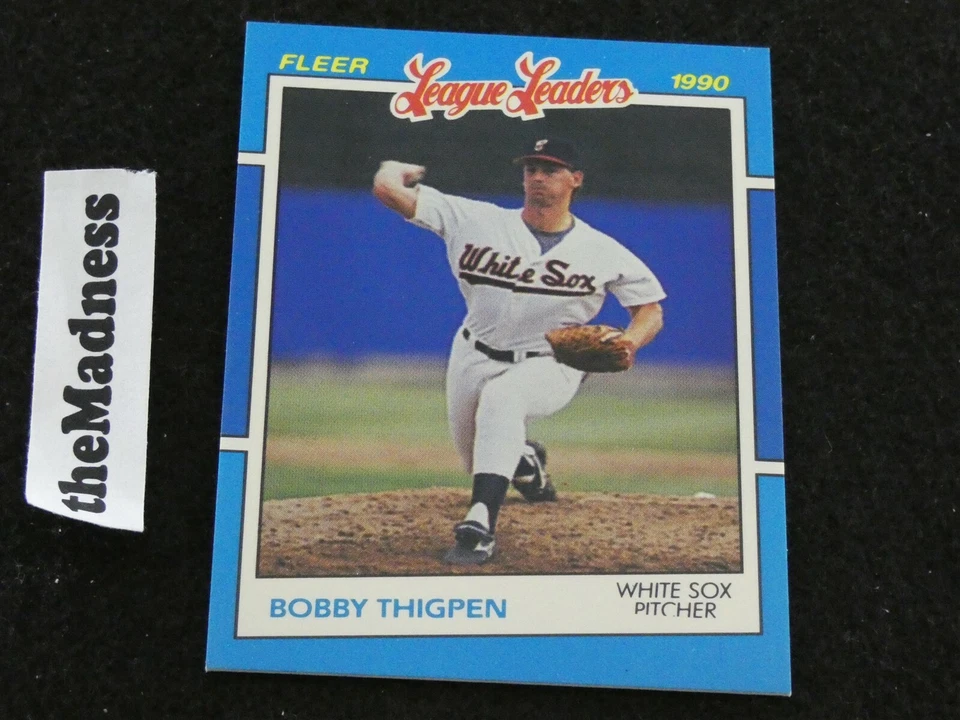 theMadness
FLEER
League Leaders
1990
White Sox
BOBBY THIGPEN
WHITE SOX
PITCHER